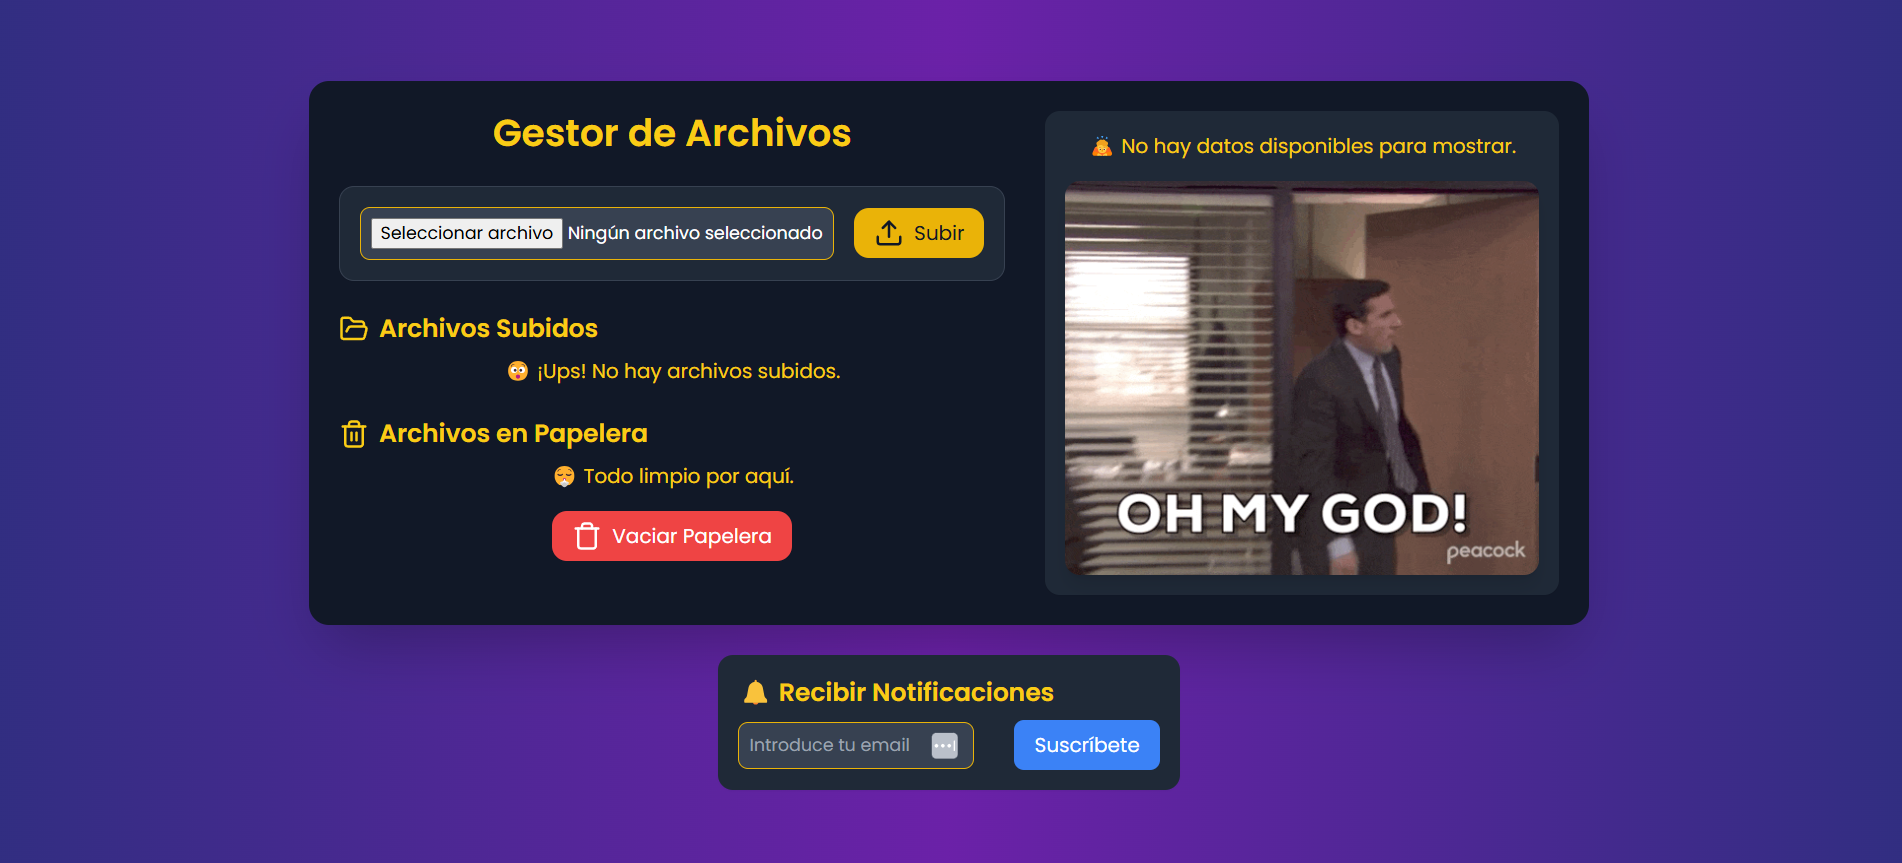 Gestor de Archivos
Seleccionar archivo Ningún archivo seleccionado
Subir
Archivos Subidos
¡Ups! No hay archivos subidos.
Archivos en Papelera
Todo limpio por aquí.
Vaciar Papelera
No hay datos disponibles para mostrar.
OH MY GOD!
peacock
Recibir Notificaciones
Introduce tu email
Suscríbete